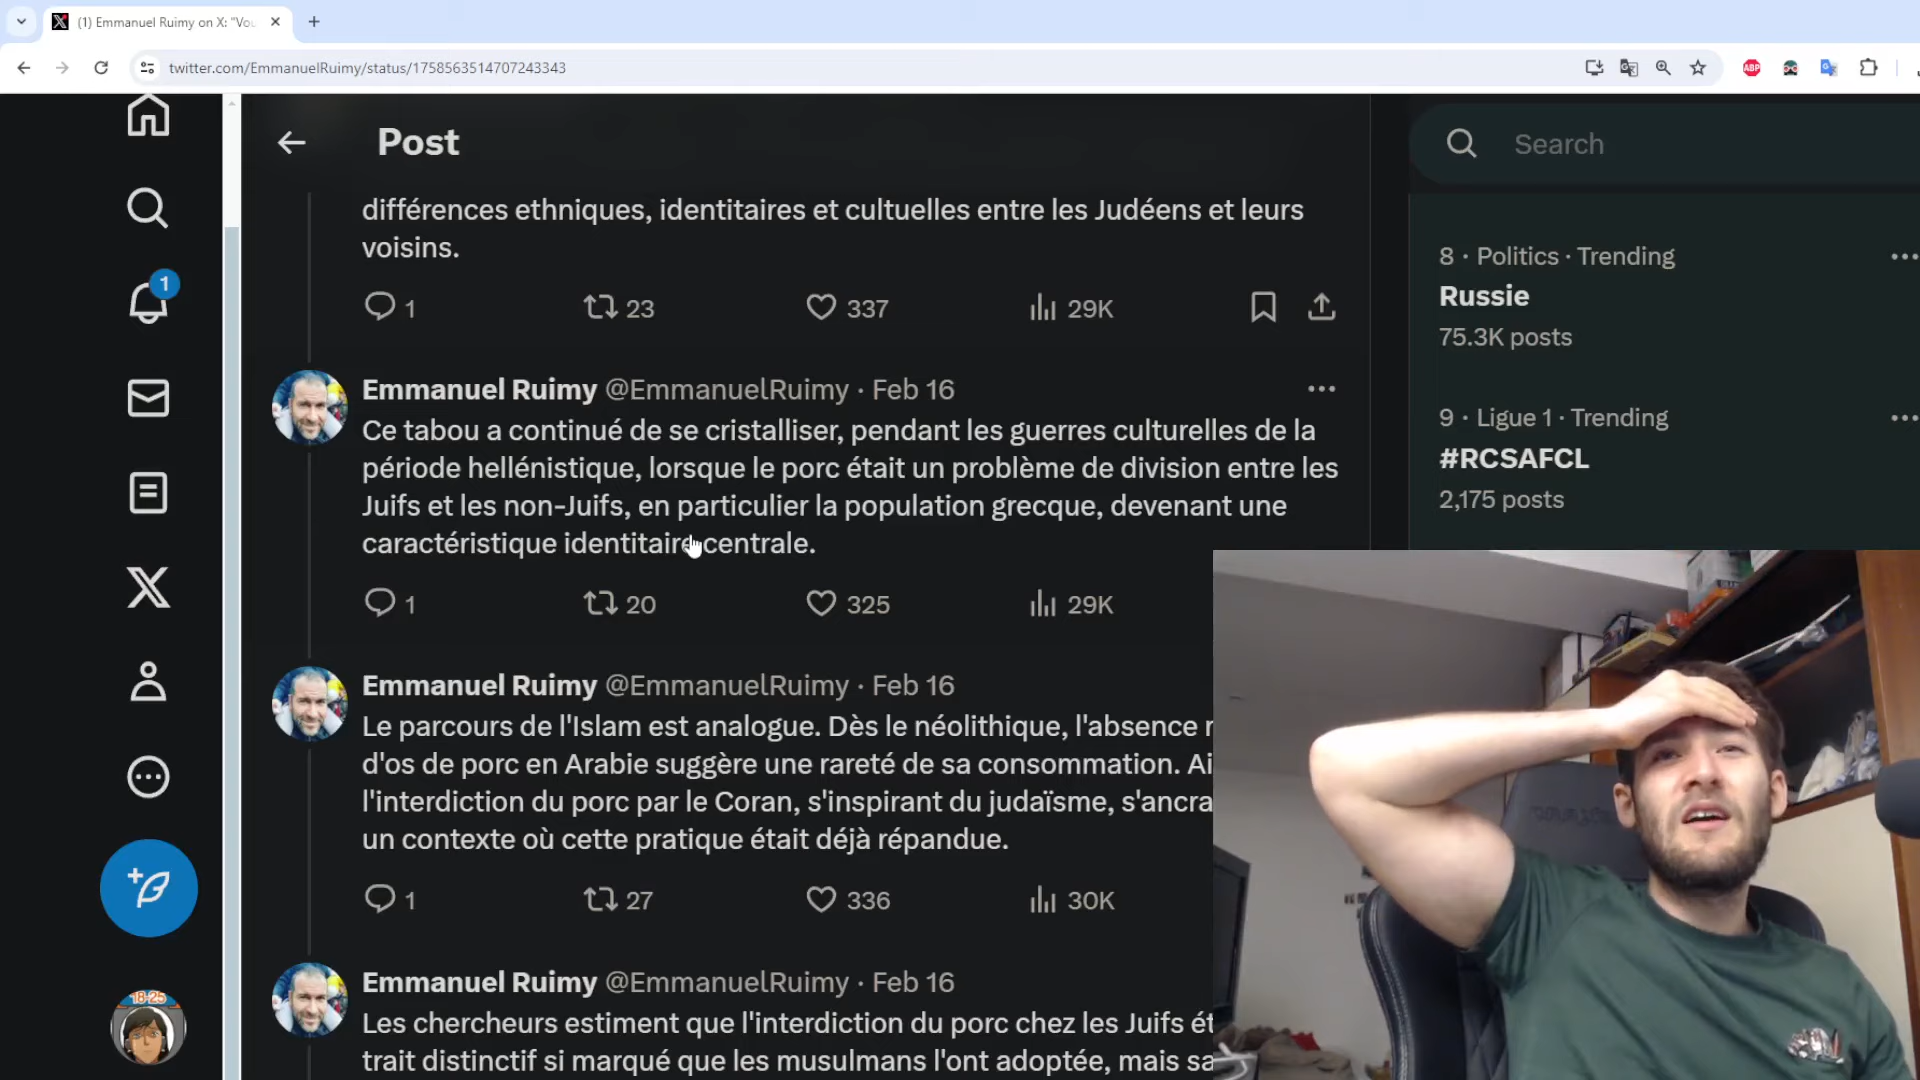 (1) Emmanuel Ruimy on X: "Vou
twitter.com/EmmanuelRuimy/status/1758563514707243343
ABP
Post
Search
différences ethniques, identitaires et cultuelles entre les Judéens et leurs
voisins.
1 23 337 29K
Emmanuel Ruimy @EmmanuelRuimy · Feb 16
Ce tabou a continué de se cristalliser, pendant les guerres culturelles de la
période hellénistique, lorsque le porc était un problème de division entre les
Juifs et les non-Juifs, en particulier la population grecque, devenant une
caractéristique identitaire centrale.
1 20 325 29K
Emmanuel Ruimy @EmmanuelRuimy · Feb 16
Le parcours de l'Islam est analogue. Dès le néolithique, l'absence
d'os de porc en Arabie suggère une rareté de sa consommation. Ai
l'interdiction du porc par le Coran, s'inspirant du judaïsme, s'ancra
un contexte où cette pratique était déjà répandue.
1 27 336 30K
Emmanuel Ruimy @EmmanuelRuimy · Feb 16
Les chercheurs estiment que l'interdiction du porc chez les Juifs ét
trait distinctif si marqué que les musulmans l'ont adoptée, mais sa
8 · Politics · Trending
Russie
75.3K posts
9 · Ligue 1 · Trending
#RCSAFCL
2,175 posts
1
18-25